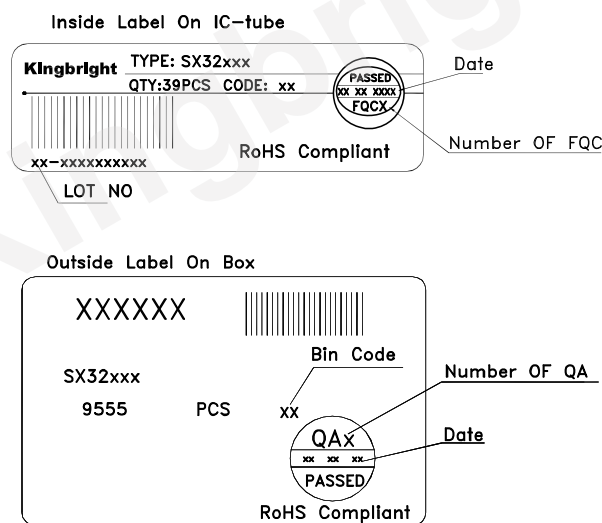 Inside Label On IC-tube
Kingbright
TYPE: SX32xxx
QTY:39PCS CODE: xx
PASSED
xx xx xxxx
FQCX
Date
Number OF FQC
xx-xxxxxxxxxx
RoHS Compliant
LOT NO
Outside Label On Box
XXXXXX
Bin Code
SX32xxx
9555 PCS xx
Number OF QA
QAx
Date
xx xx xx
PASSED
RoHS Compliant